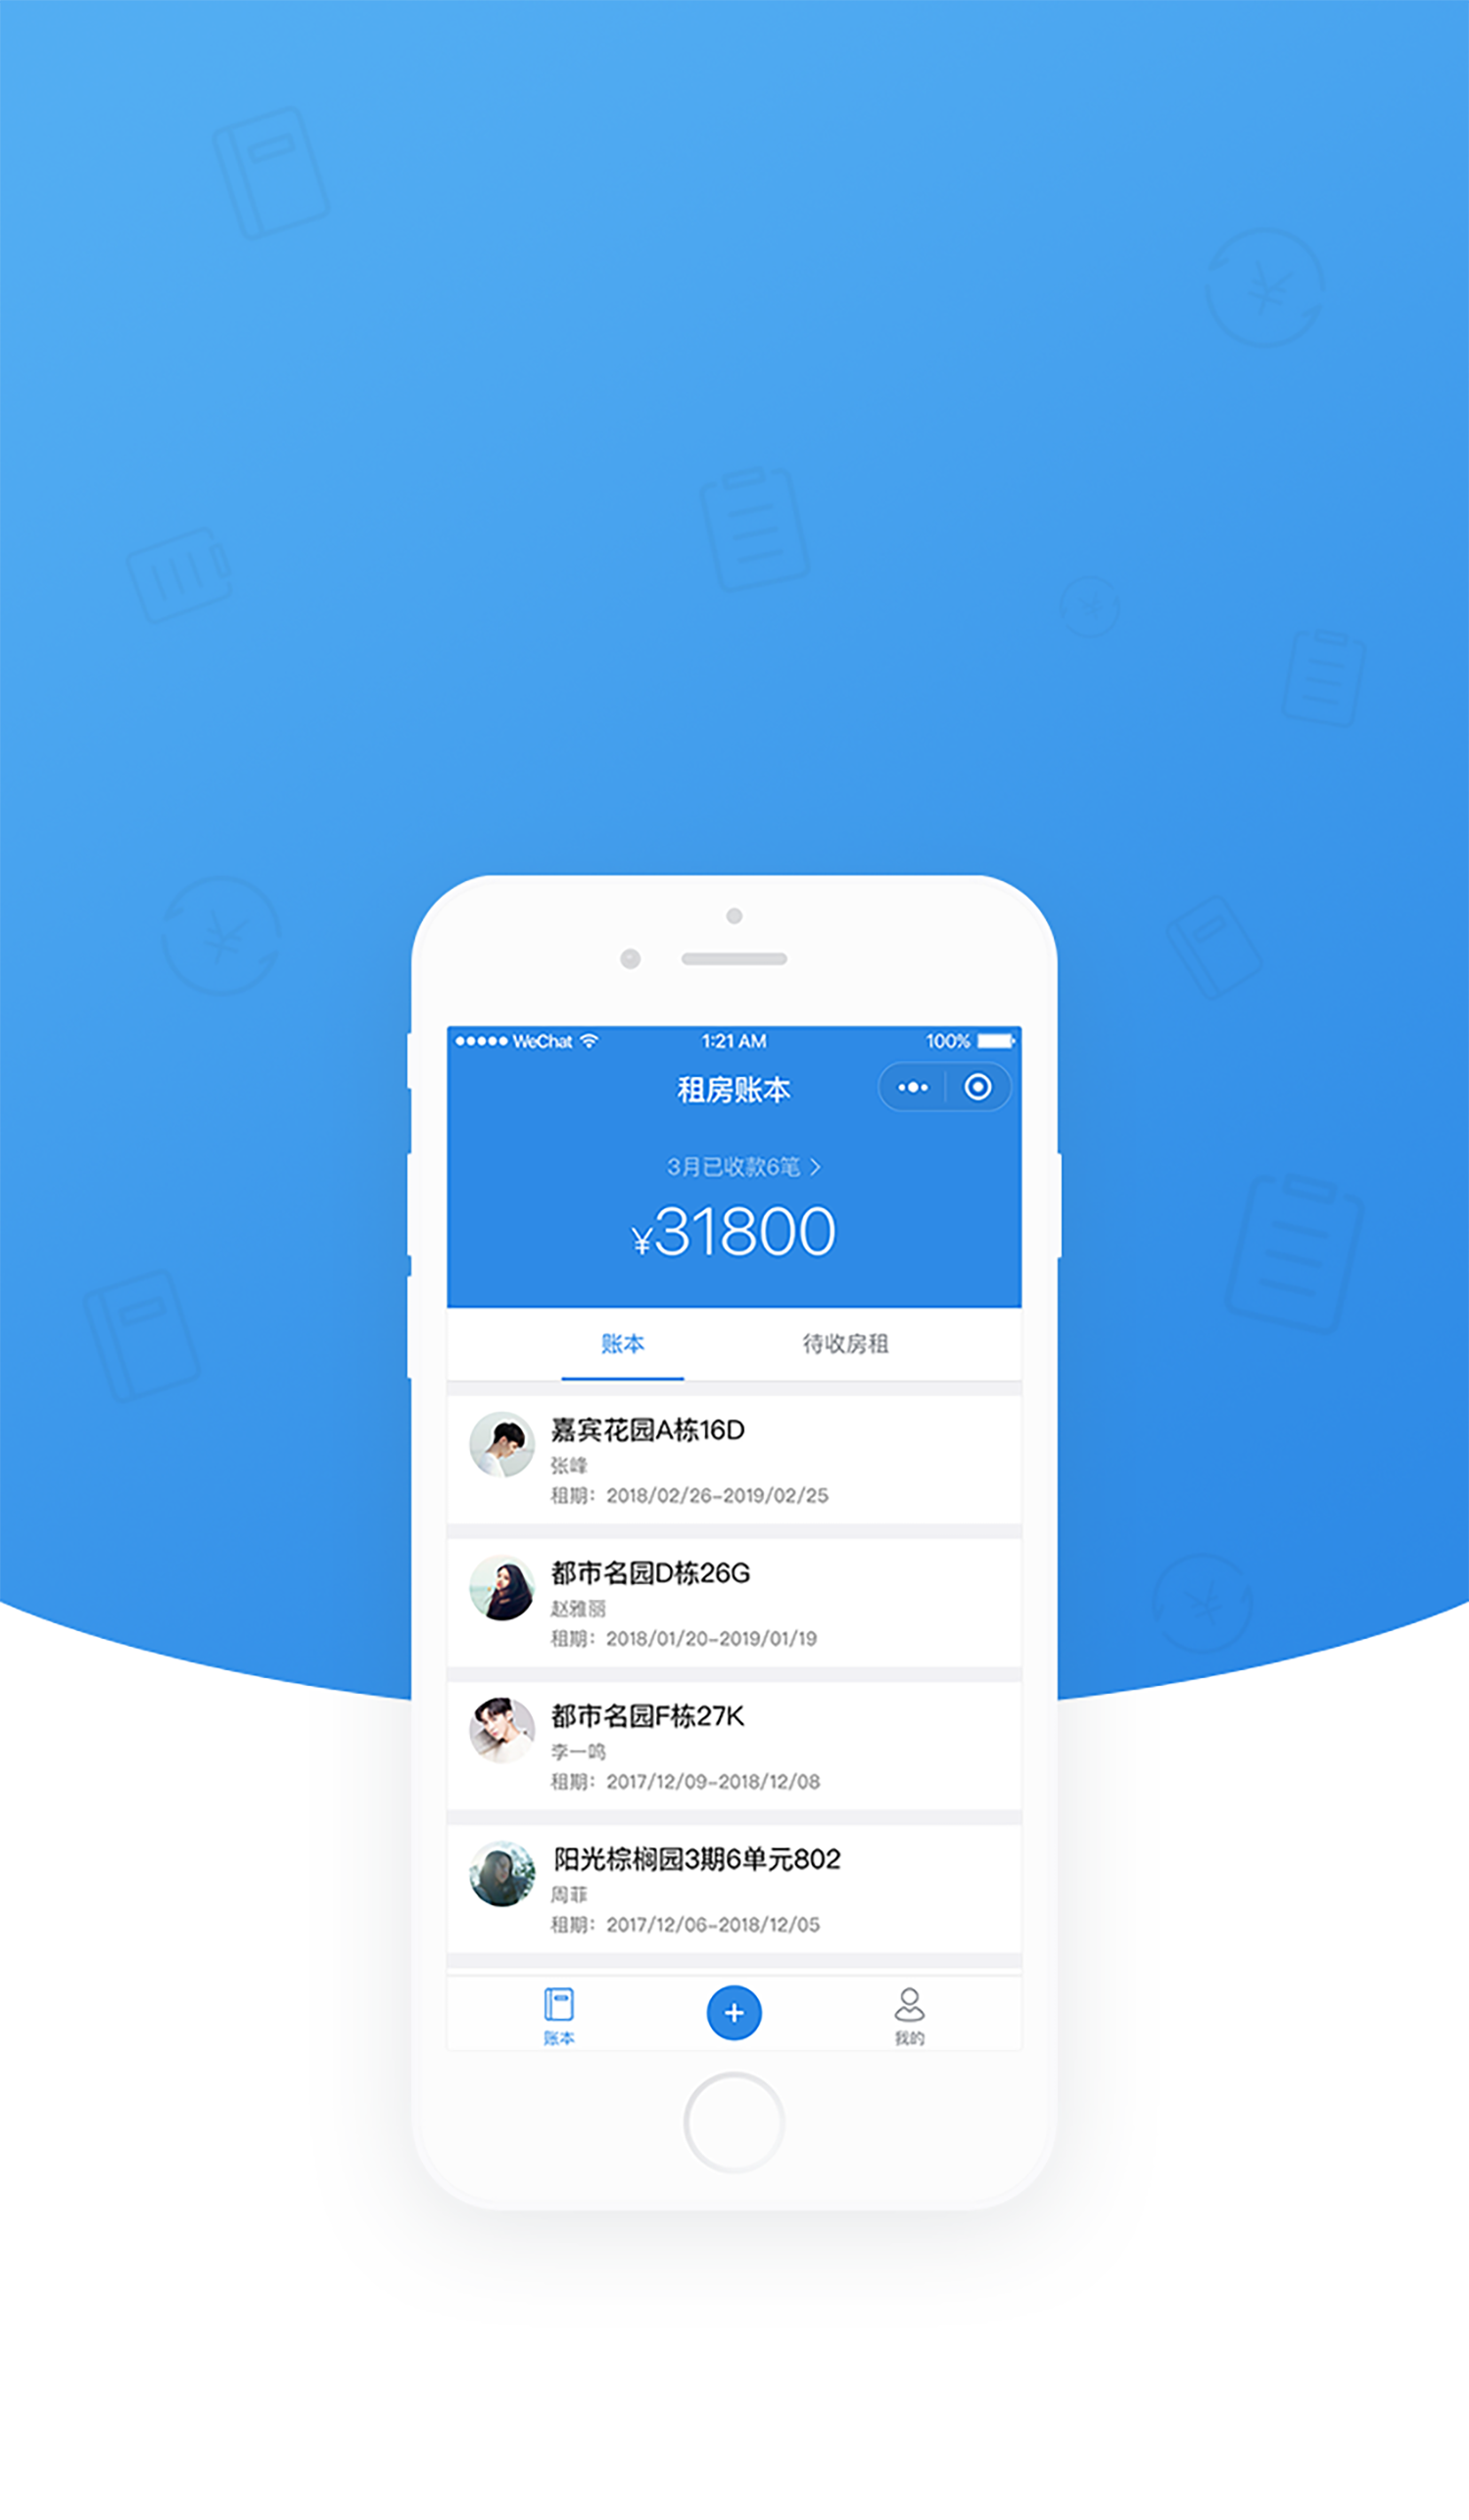 WeChat 1:21 AM 100%
租房账本
3月已收款6笔
¥31800
账本 待收房租
嘉宾花园A栋16D
张峰
租期：2018/02/26-2019/02/25
都市名园D栋26G
赵雅丽
租期：2018/01/20-2019/01/19
都市名园F栋27K
李一鸣
租期：2017/12/09-2018/12/08
阳光棕榈园3期6单元802
周菲
租期：2017/12/06-2018/12/05
账本 我的